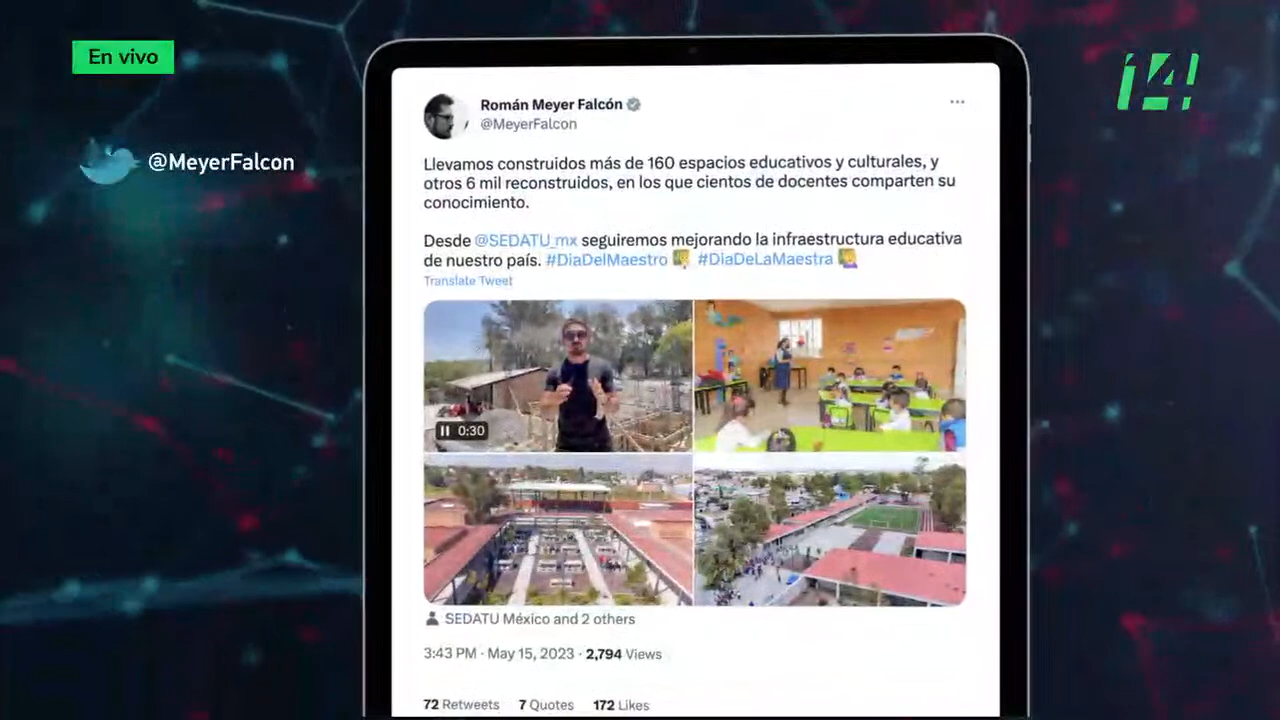 En vivo
14!
@MeyerFalcon
Román Meyer Falcón
@MeyerFalcon
Llevamos construidos más de 160 espacios educativos y culturales, y
otros 6 mil reconstruidos, en los que cientos de docentes comparten su
conocimiento.
Desde @SEDATU_mx seguiremos mejorando la infraestructura educativa
de nuestro país. #DiaDelMaestro #DiaDeLaMaestra
Translate Tweet
0:30
SEDATU México and 2 others
3:43 PM · May 15, 2023 · 2,794 Views
72 Retweets 7 Quotes 172 Likes